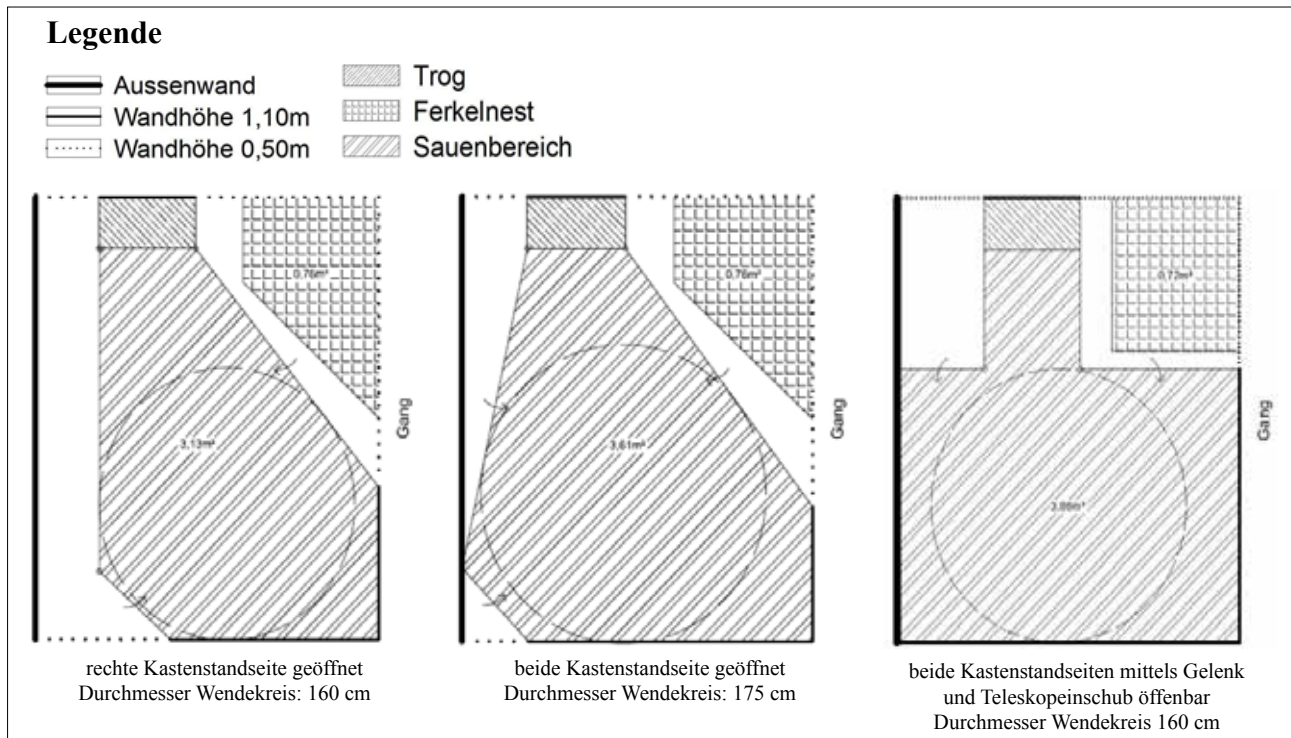 Legende
Aussenwand
Wandhöhe 1,10m
Wandhöhe 0,50m
Trog
Ferkelnest
Sauenbereich
0,76m²
3,13m²
Gang
rechte Kastenstandseite geöffnet
Durchmesser Wendekreis: 160 cm
0,76m²
3,61m²
Gang
beide Kastenstandseite geöffnet
Durchmesser Wendekreis: 175 cm
Gang
beide Kastenstandseiten mittels Gelenk
und Teleskopeinschub öffenbar
Durchmesser Wendekreis 160 cm